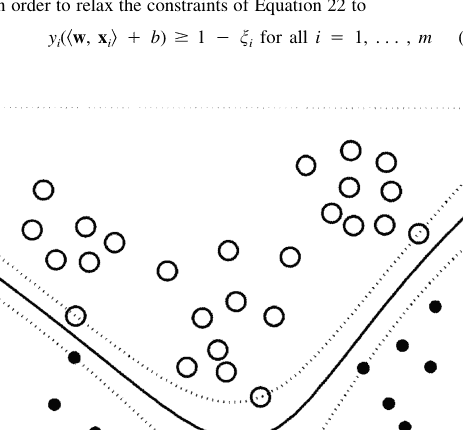 n order to relax the constraints of Equation 22 to
yᵢ(⟨w, xᵢ⟩ + b) ≥ 1 − ξᵢ for all i = 1, . . . , m (